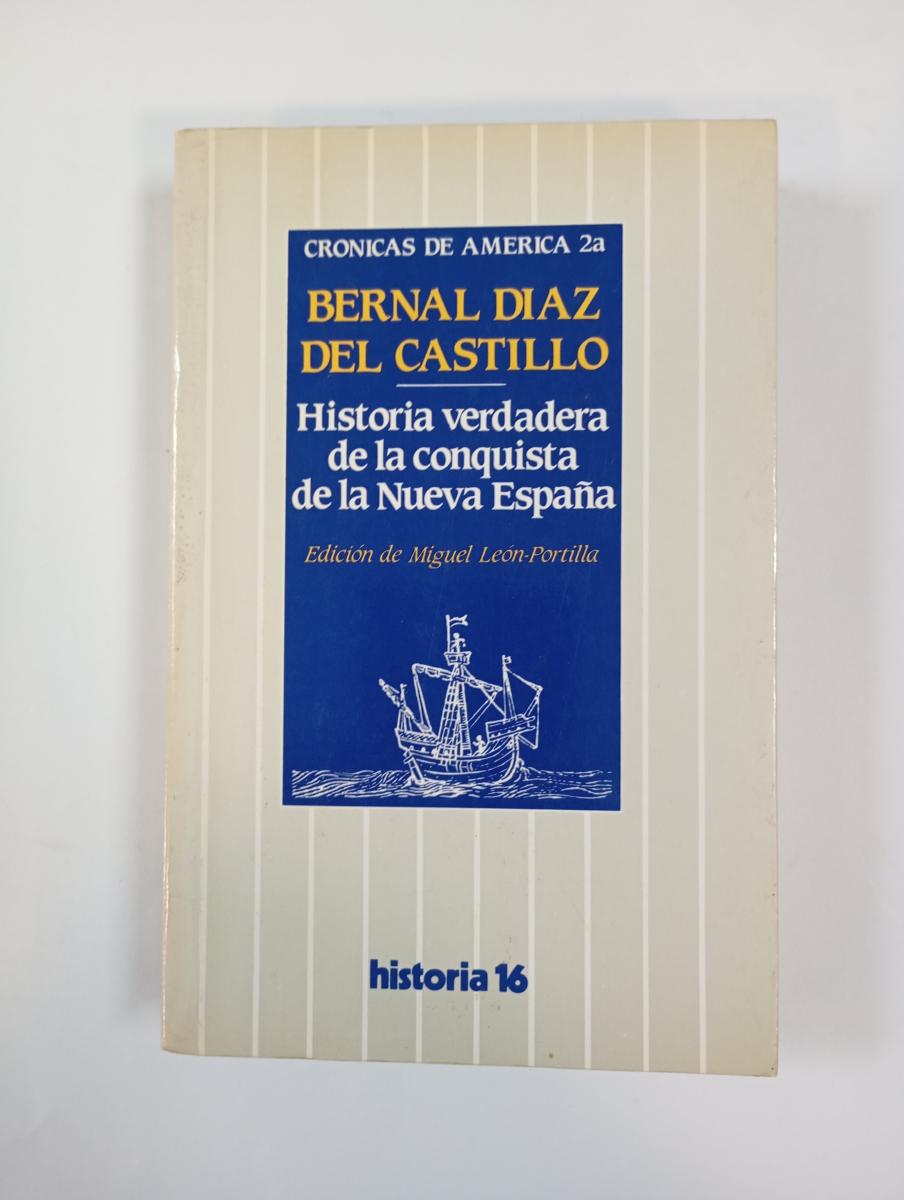 CRONICAS DE AMERICA 2a
BERNAL DIAZ
DEL CASTILLO
Historia verdadera
de la conquista
de la Nueva España
Edición de Miguel León-Portilla
historia 16